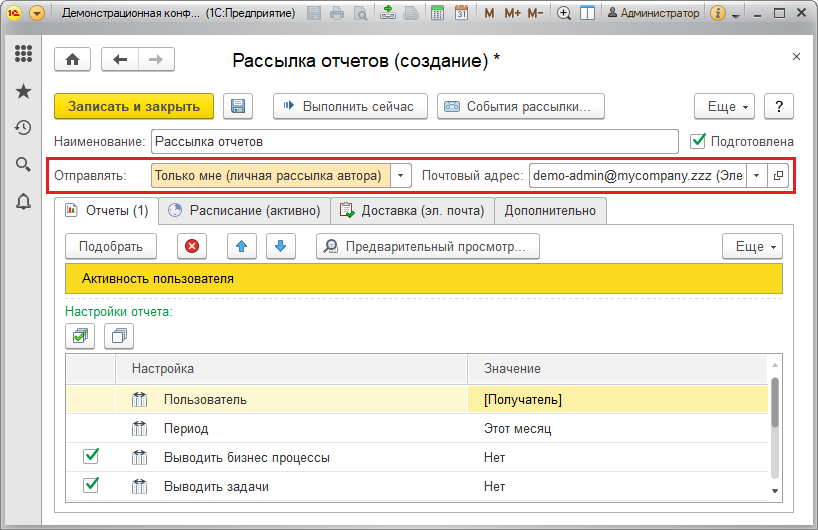 Демонстрационная конф... (1С:Предприятие) M M+ M- Администратор
Рассылка отчетов (создание) *
Записать и закрыть Выполнить сейчас События рассылки... Еще ?
Наименование: Рассылка отчетов Подготовлена
Отправлять: Только мне (личная рассылка автора) Почтовый адрес: demo-admin@mycompany.zzz (Эле
Отчеты (1) Расписание (активно) Доставка (эл. почта) Дополнительно
Подобрать Предварительный просмотр... Еще
Активность пользователя
Настройки отчета:
Настройка Значение
Пользователь [Получатель]
Период Этот месяц
Выводить бизнес процессы Нет
Выводить задачи Нет